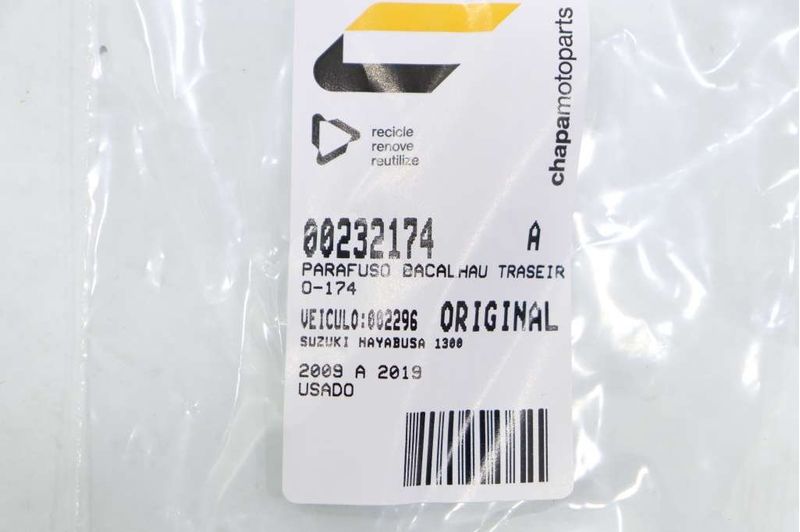 chapamotoparts
recicle
renove
reutilize
00232174 A
PARAFUSO BACALHAU TRASEIR
O-174
VEICULO:002296 ORIGINAL
SUZUKI HAYABUSA 1300
2009 A 2019
USADO